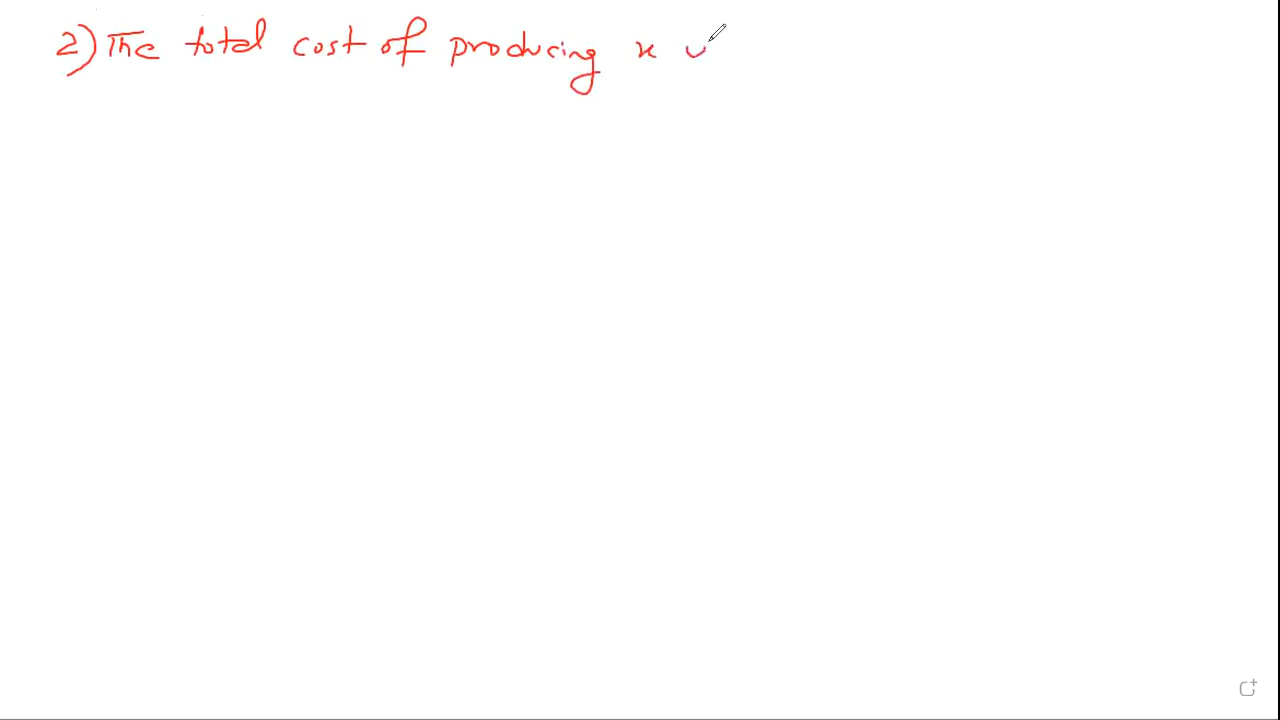 2) The total cost of producing x u